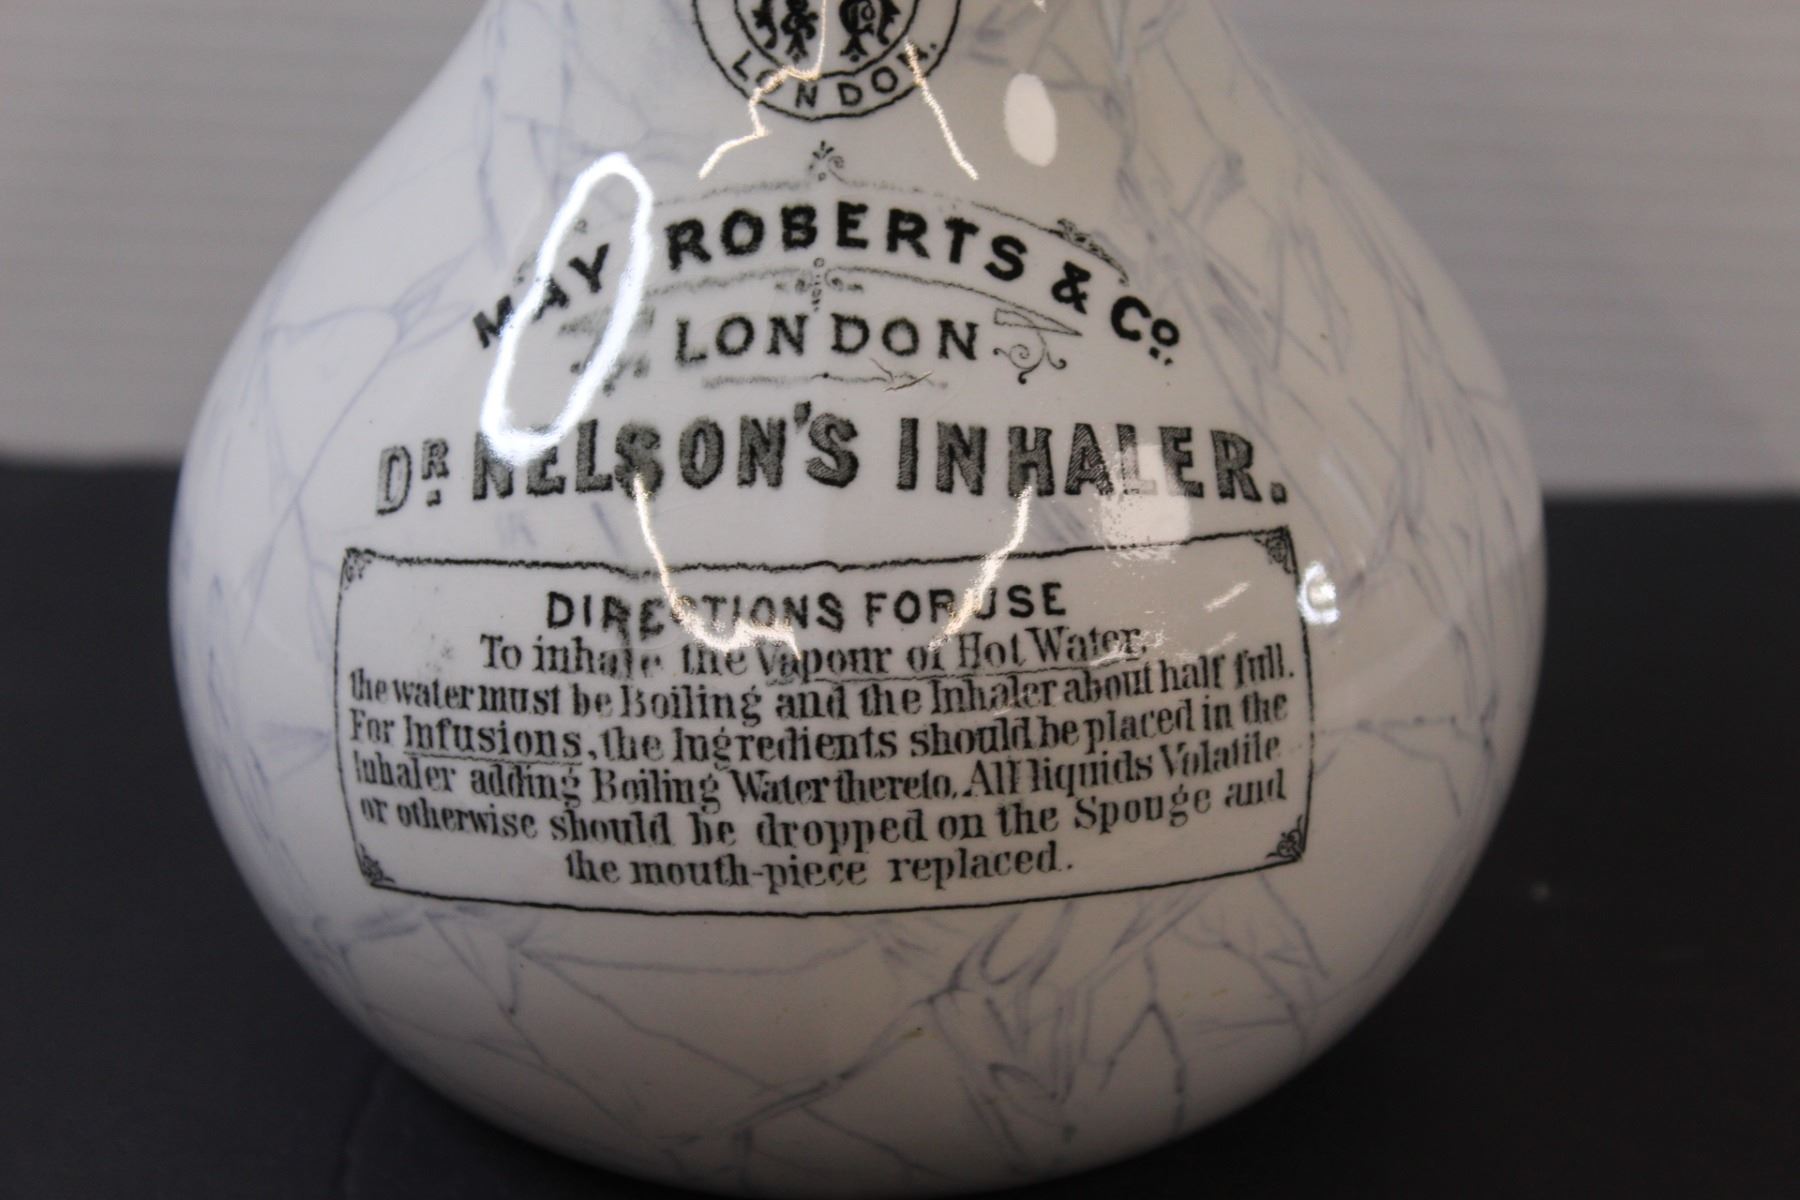 LONDON.
MAY ROBERTS & Co.
LONDON
DR NELSON'S INHALER.
DIRECTIONS FOR USE
To inhale the Vapour of Hot Water,
the water must be Boiling and the Inhaler about half full.
For Infusions, the Ingredients should be placed in the
Inhaler adding Boiling Water thereto. All liquids Volatile
or otherwise should be dropped on the Sponge and
the mouth-piece replaced.